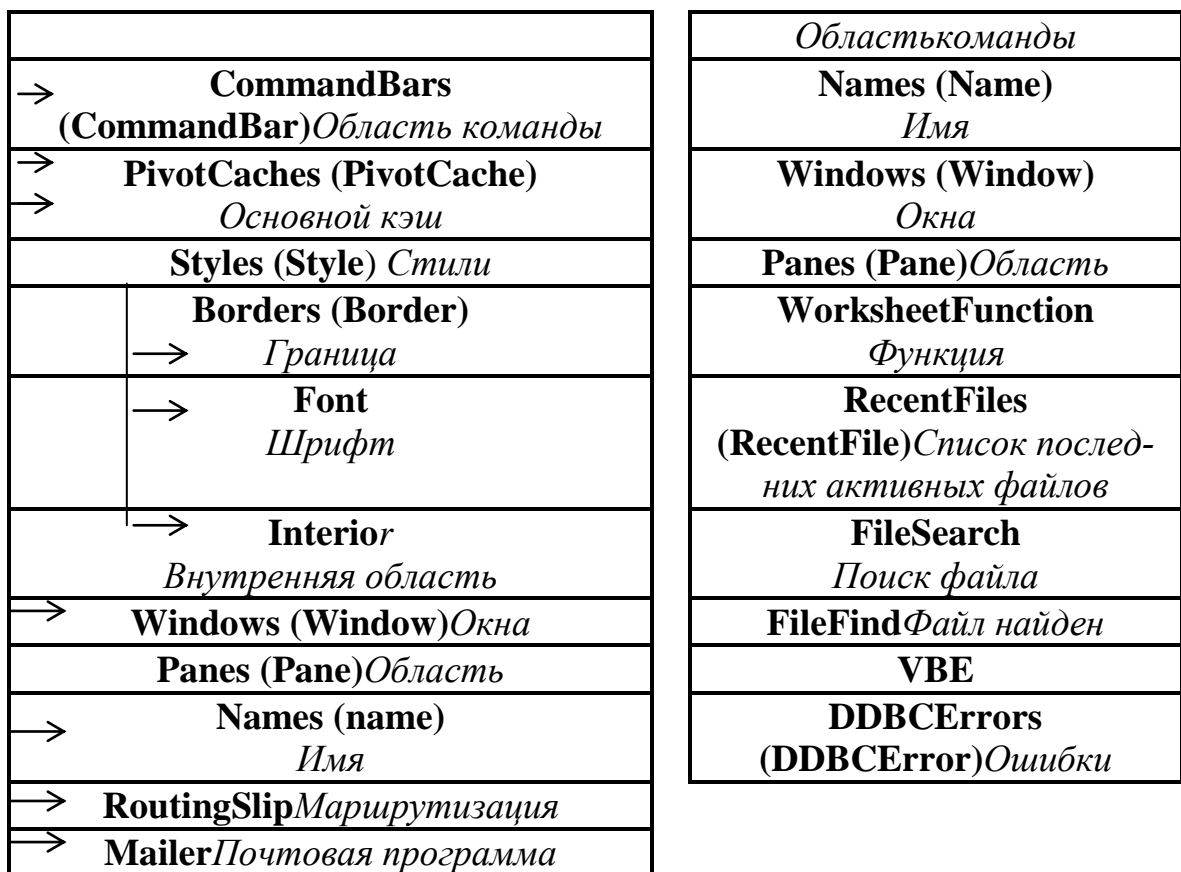 CommandBars
(CommandBar)Область команды
PivotCaches (PivotCache)
Основной кэш
Styles (Style) Стили
Borders (Border)
Граница
Font
Шрифт
Interior
Внутренняя область
Windows (Window)Окна
Panes (Pane)Область
Names (name)
Имя
RoutingSlipМаршрутизация
MailerПочтовая программа
Областькоманды
Names (Name)
Имя
Windows (Window)
Окна
Panes (Pane)Область
WorksheetFunction
Функция
RecentFiles
(RecentFile)Список послед-
них активных файлов
FileSearch
Поиск файла
FileFindФайл найден
VBE
DDBCErrors
(DDBCError)Ошибки